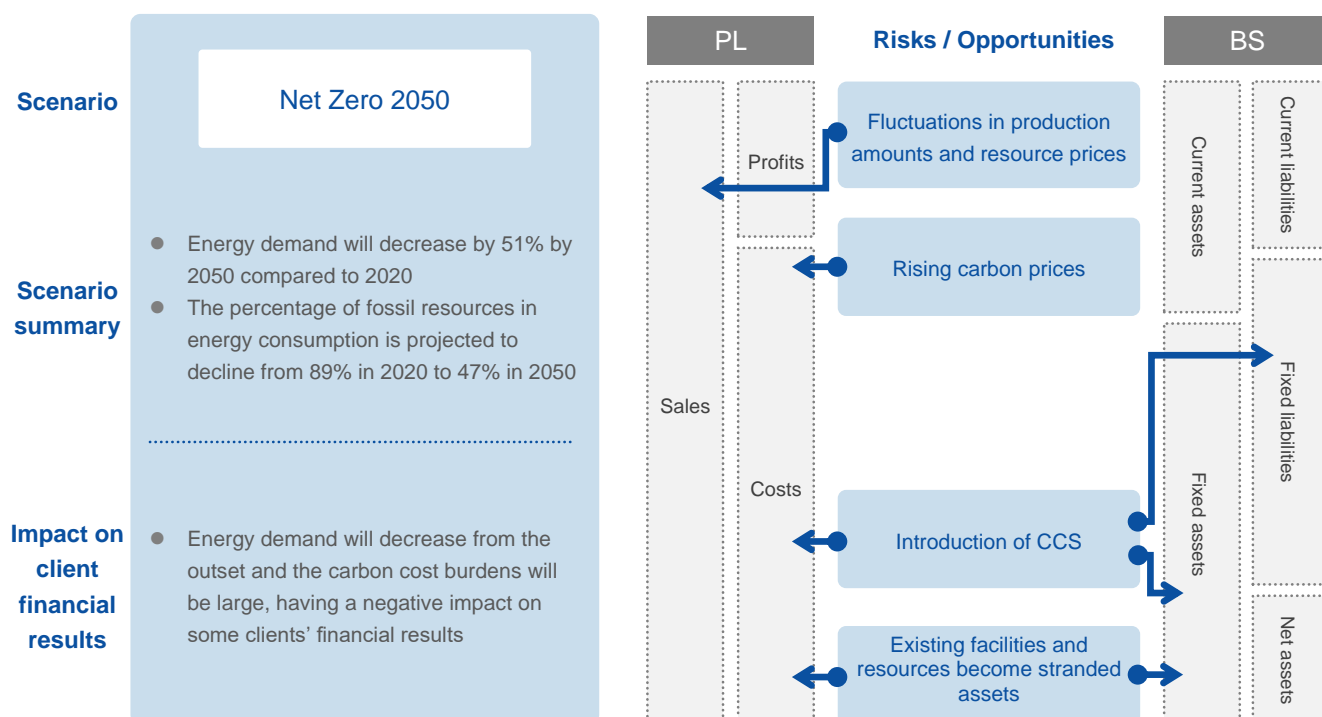 Scenario
Net Zero 2050
Scenario
summary
● Energy demand will decrease by 51% by
2050 compared to 2020
● The percentage of fossil resources in
energy consumption is projected to
decline from 89% in 2020 to 47% in 2050
Impact on
client
financial
results
● Energy demand will decrease from the
outset and the carbon cost burdens will
be large, having a negative impact on
some clients’ financial results
PL
Risks / Opportunities
BS
Sales
Profits
Costs
Fluctuations in production
amounts and resource prices
Rising carbon prices
Introduction of CCS
Existing facilities and
resources become stranded
assets
Current assets
Fixed assets
Current liabilities
Fixed liabilities
Net assets